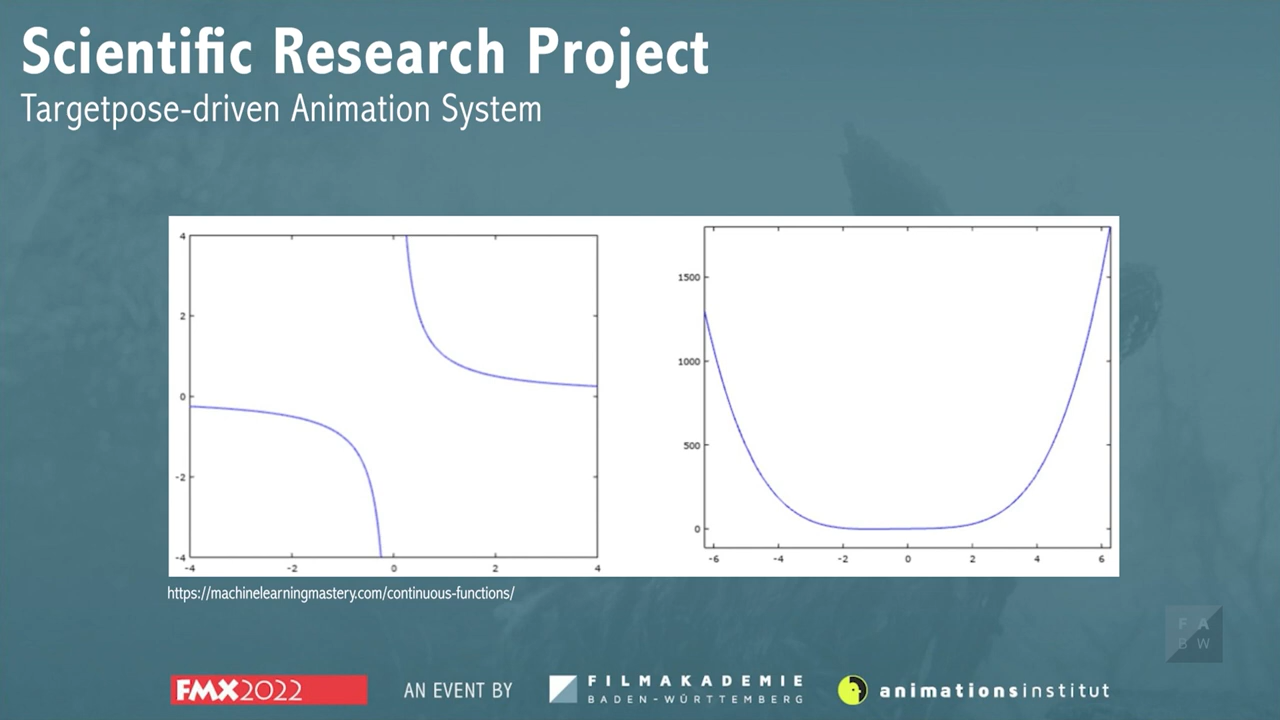 Scientific Research Project
Targetpose-driven Animation System
4
2
0
-2
-4
-4 -2 0 2 4
1500
1000
500
0
-6 -4 -2 0 2 4 6
https://machinelearningmastery.com/continuous-functions/
F A
B W
FMX2022
AN EVENT BY
FILMAKADEMIE
BADEN-WÜRTTEMBERG
animationsinstitut